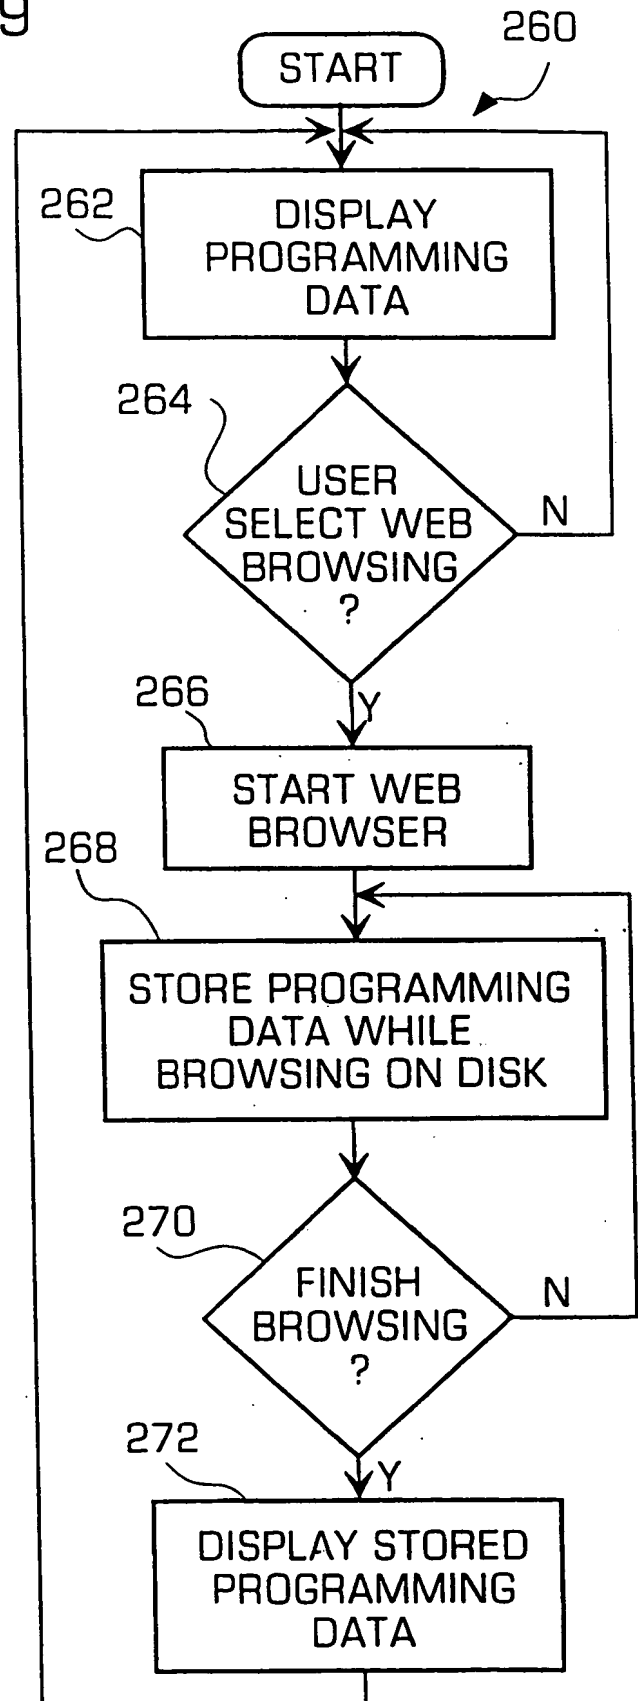 g
260
START
262
DISPLAY
PROGRAMMING
DATA
264
USER
SELECT WEB
BROWSING
?
N
Y
266
START WEB
BROWSER
268
STORE PROGRAMMING
DATA WHILE
BROWSING ON DISK
270
FINISH
BROWSING
?
N
Y
272
DISPLAY STORED
PROGRAMMING
DATA